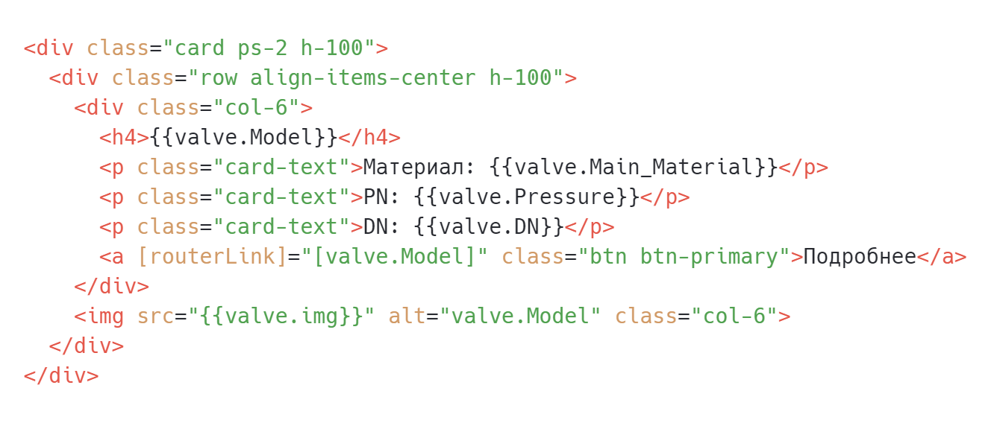 <div class="card ps-2 h-100">
  <div class="row align-items-center h-100">
    <div class="col-6">
      <h4>{{valve.Model}}</h4>
      <p class="card-text">Материал: {{valve.Main_Material}}</p>
      <p class="card-text">PN: {{valve.Pressure}}</p>
      <p class="card-text">DN: {{valve.DN}}</p>
      <a [routerLink]="[valve.Model]" class="btn btn-primary">Подробнее</a>
    </div>
    <img src="{{valve.img}}" alt="valve.Model" class="col-6">
  </div>
</div>